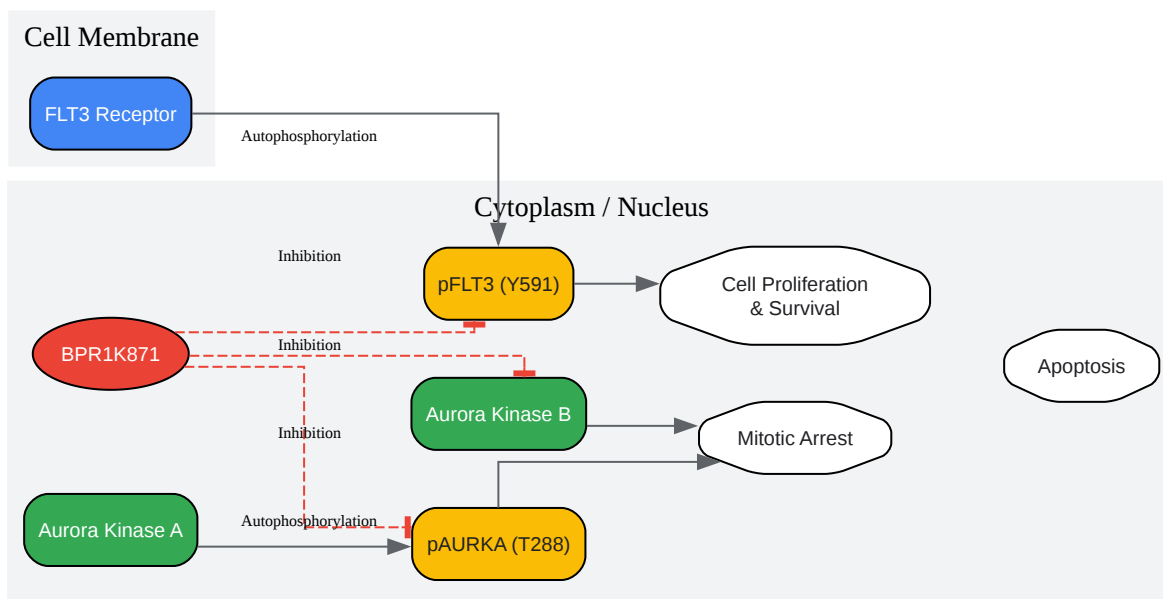 Cell Membrane
FLT3 Receptor
Autophosphorylation
Cytoplasm / Nucleus
Inhibition
pFLT3 (Y591)
Cell Proliferation
& Survival
BPR1K871
Inhibition
Apoptosis
Aurora Kinase B
Mitotic Arrest
Inhibition
Aurora Kinase A
Autophosphorylation
pAURKA (T288)